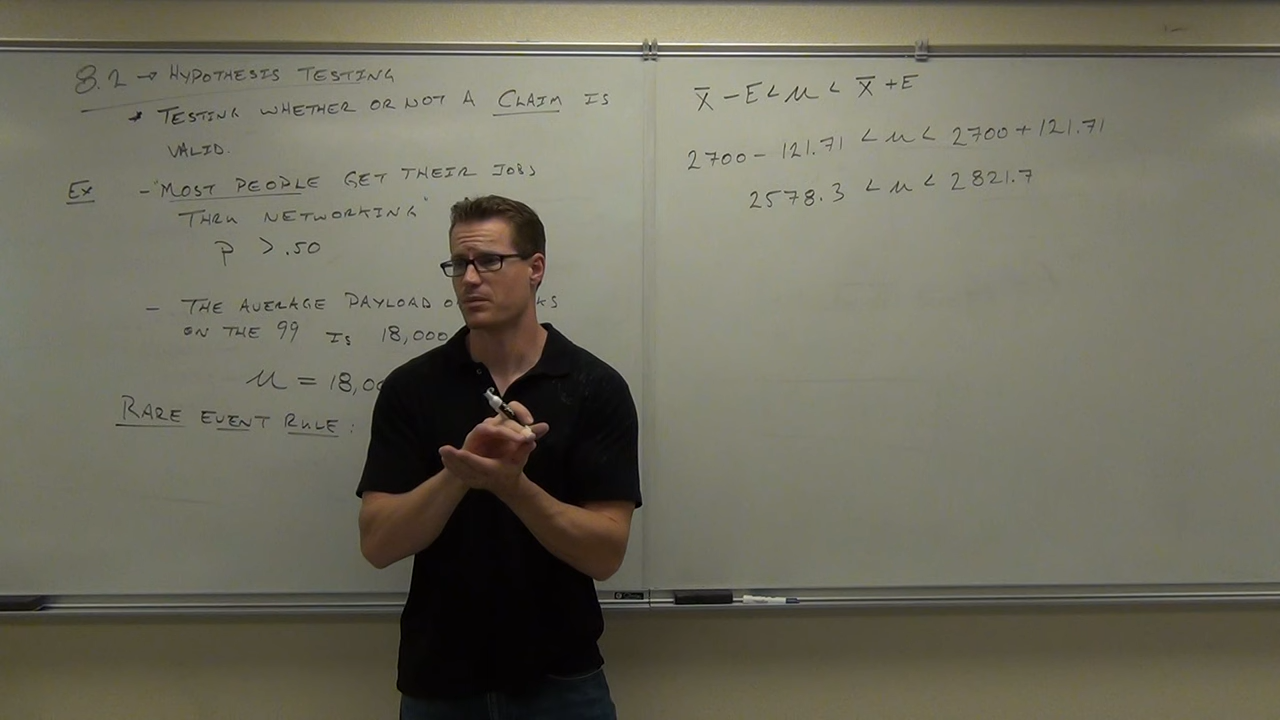 8.2 → HYPOTHESIS TESTING
* TESTING WHETHER OR NOT A CLAIM IS
VALID.
Ex - "MOST PEOPLE GET THEIR JOBS
THRU NETWORKING"
P > .50
- THE AVERAGE PAYLOAD
ON THE 99 IS 18,000
μ = 18,00
RARE EVENT RULE :
x̄ - E < μ < x̄ + E
2700 - 121.71 < μ < 2700 + 121.71
2578.3 < μ < 2821.7